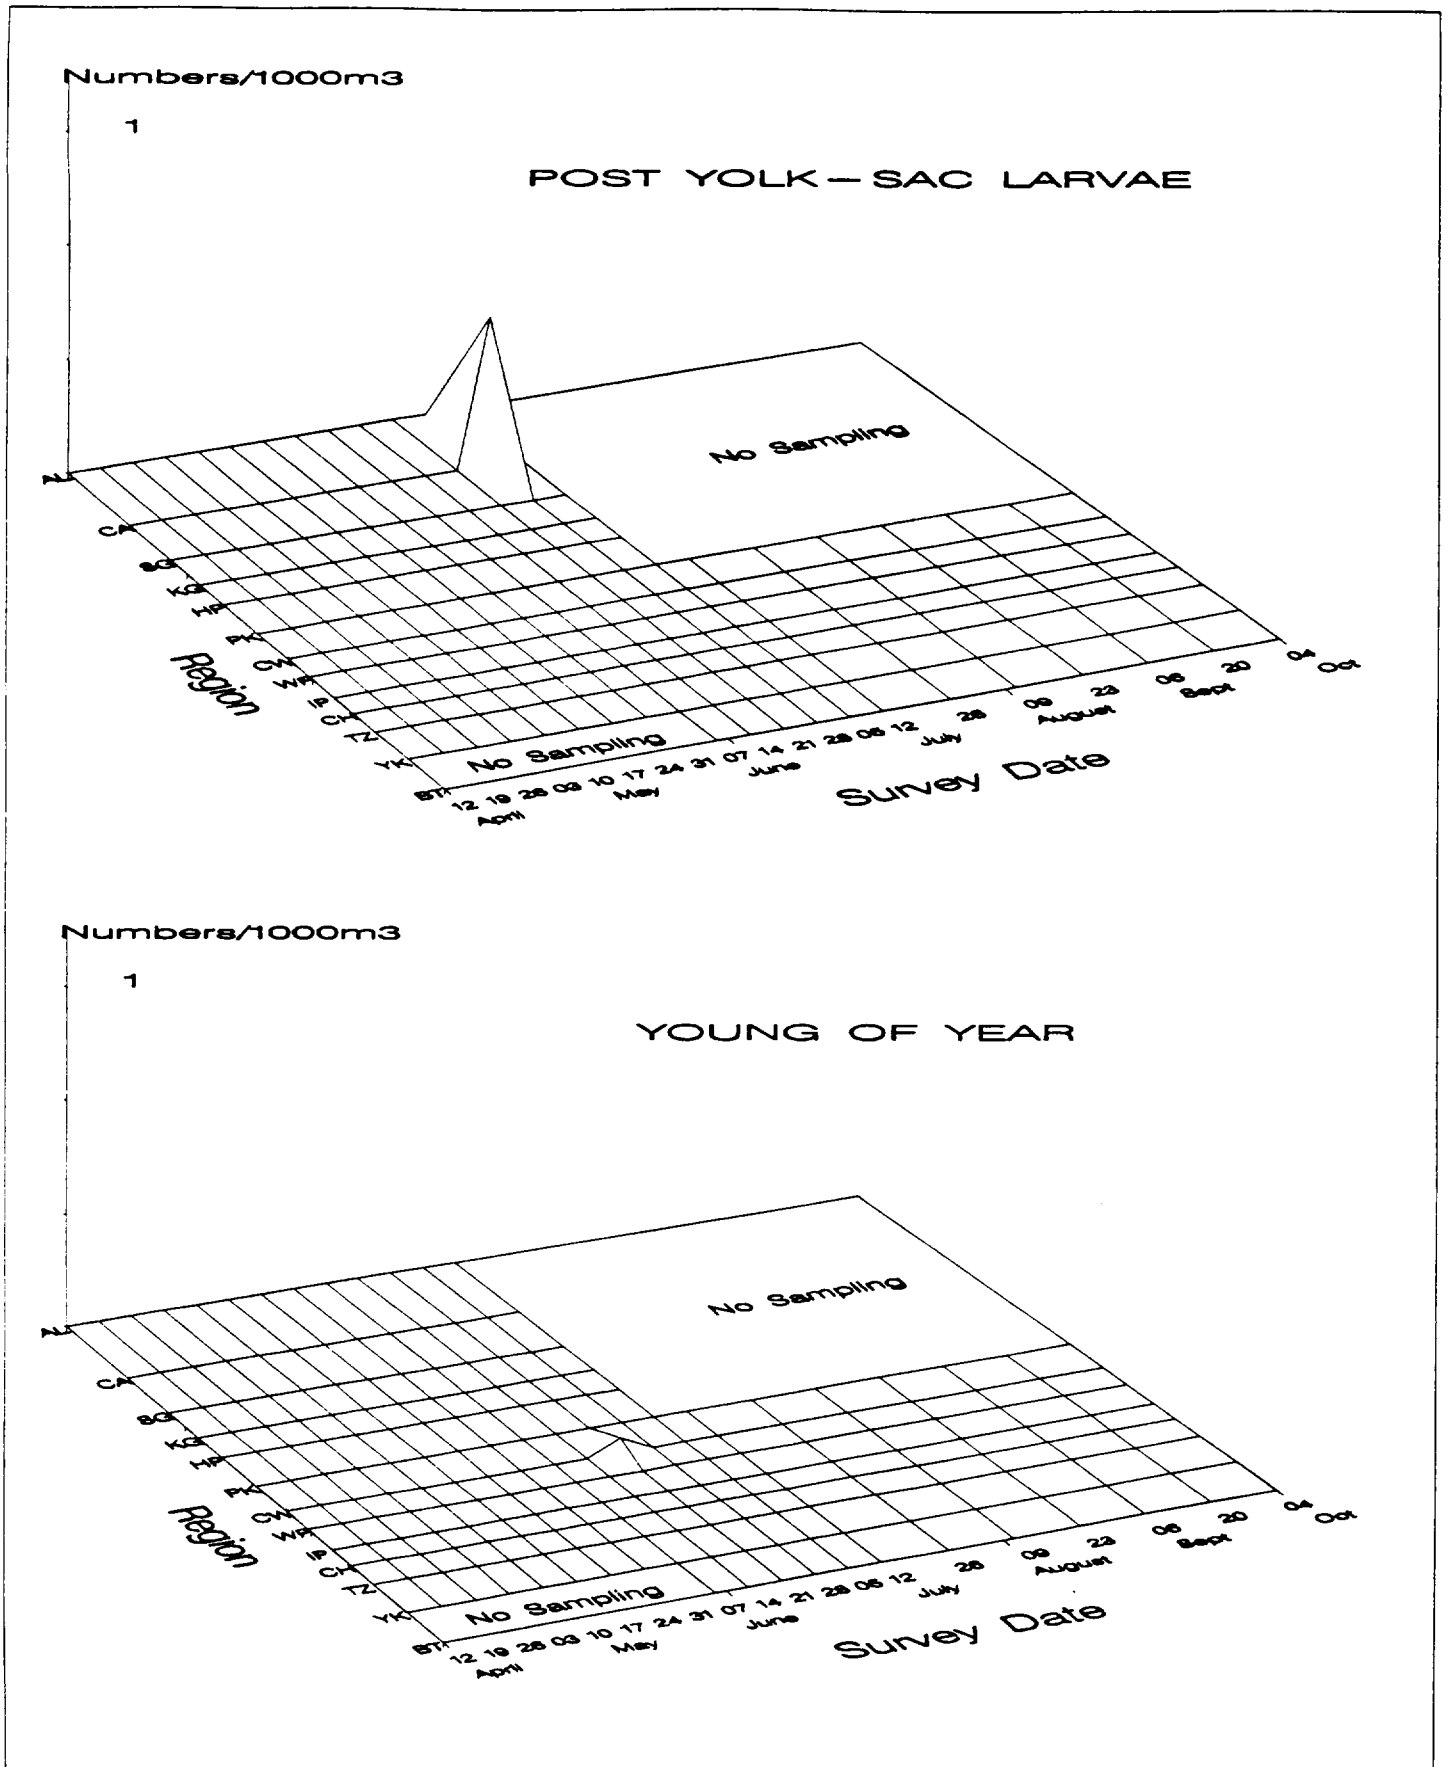 Numbers/1000m3
1
POST YOLK-SAC LARVAE
No Sampling
AL
CA
SG
KG
HP
PK
CW
WP
IP
CH
TZ
YK
BT
Region
No Sampling
12 19 26 03 10 17 24 31 07 14 21 28 05 12 26 09 23 06 20 04
April May June July August Sept Oct
Survey Date
Numbers/1000m3
1
YOUNG OF YEAR
No Sampling
AL
CA
SG
KG
HP
PK
CW
WP
IP
CH
TZ
YK
BT
Region
No Sampling
12 19 26 03 10 17 24 31 07 14 21 28 05 12 26 09 23 06 20 04
April May June July August Sept Oct
Survey Date